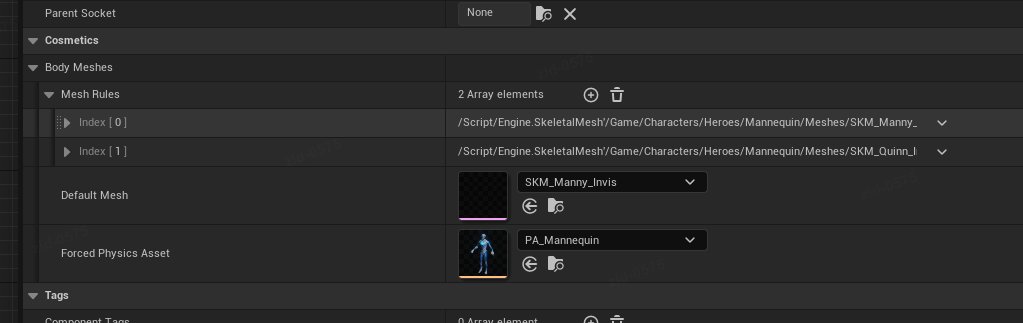 Parent Socket None
Cosmetics
Body Meshes
Mesh Rules 2 Array elements
Index [ 0 ] /Script/Engine.SkeletalMesh'/Game/Characters/Heroes/Mannequin/Meshes/SKM_Manny_
Index [ 1 ] /Script/Engine.SkeletalMesh'/Game/Characters/Heroes/Mannequin/Meshes/SKM_Quinn_I
Default Mesh SKM_Manny_Invis
Forced Physics Asset PA_Mannequin
Tags
Component Tags 0 Array element